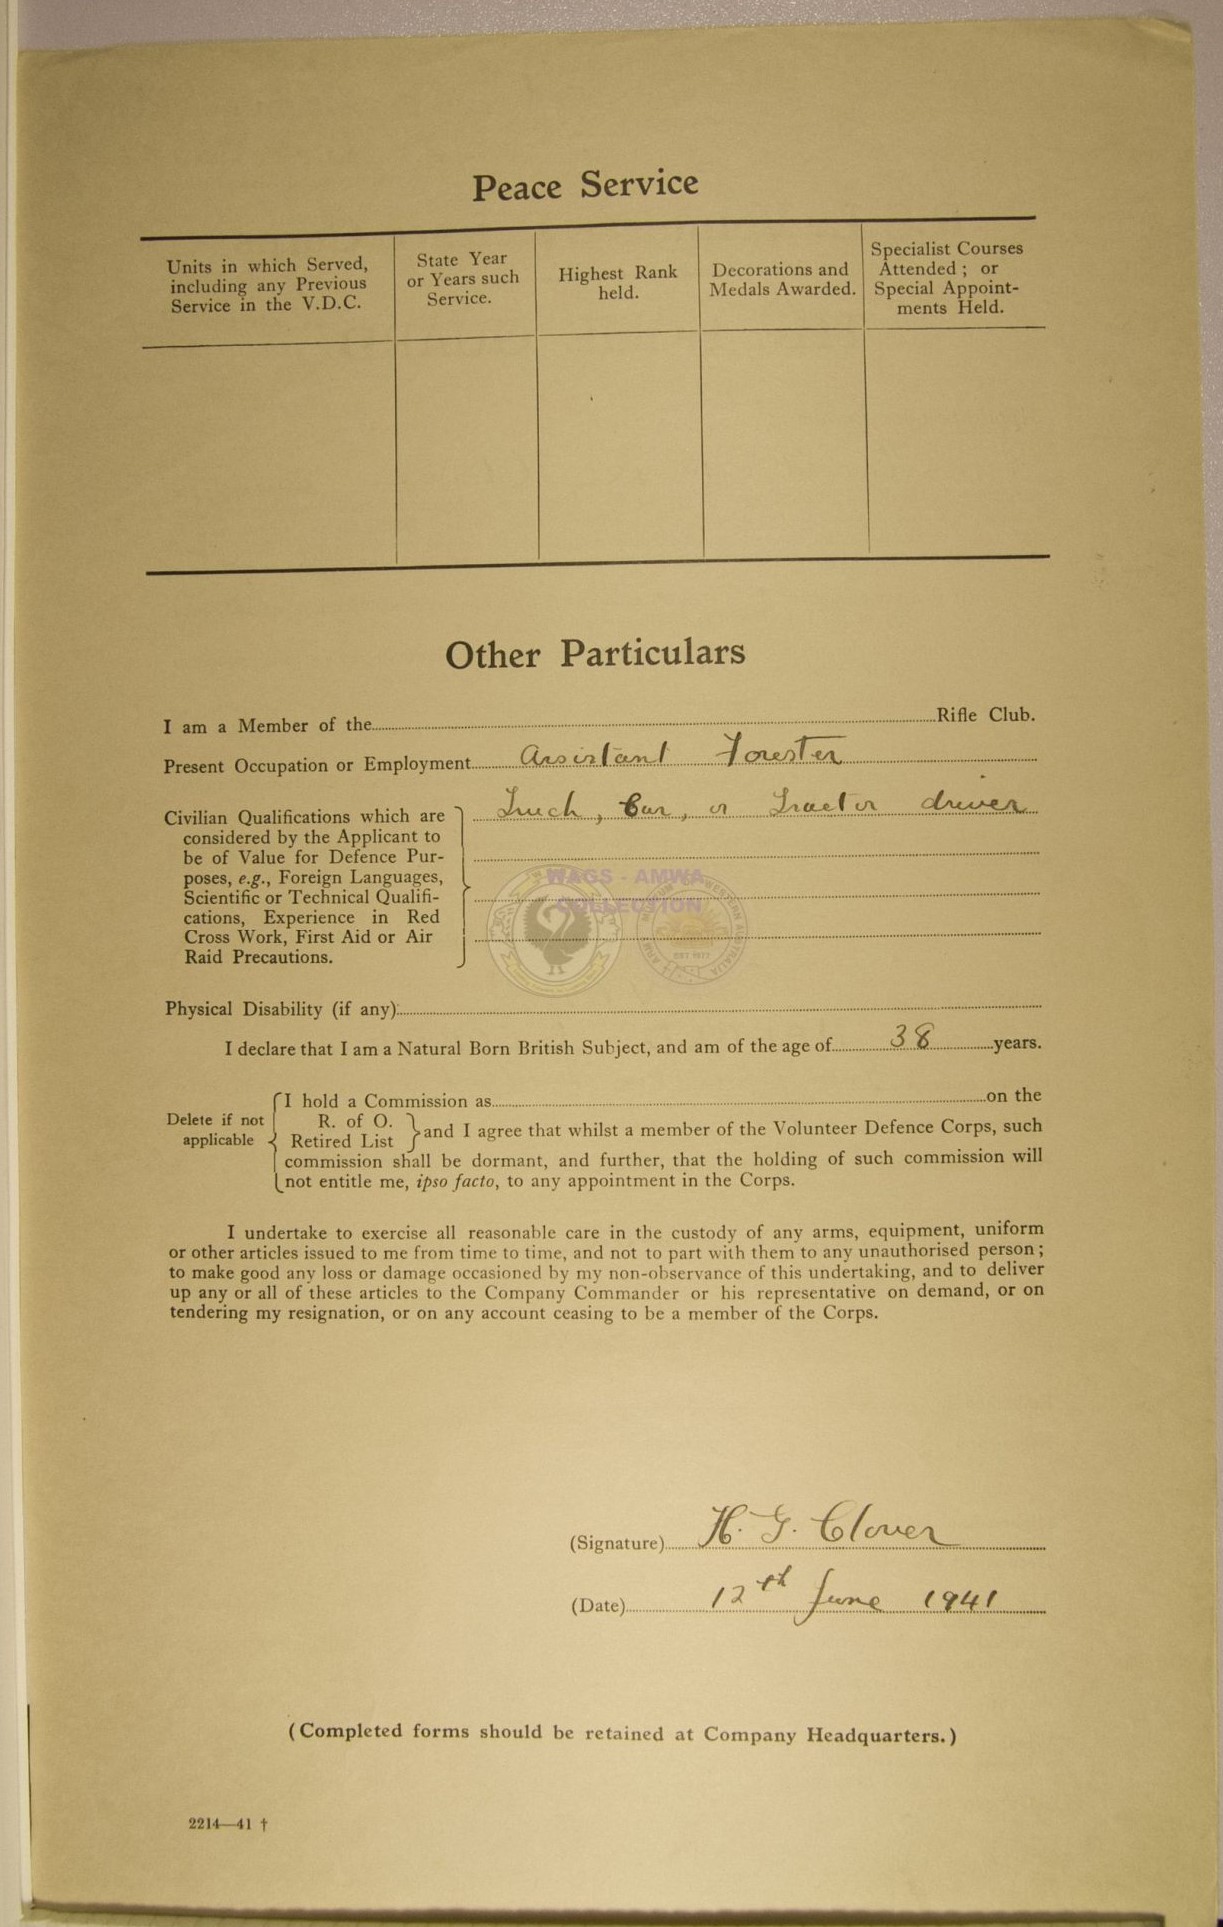 Peace Service
Units in which Served,
including any Previous
Service in the V.D.C.
State Year
or Years such
Service.
Highest Rank
held.
Decorations and
Medals Awarded.
Specialist Courses
Attended; or
Special Appoint-
ments Held.
Other Particulars
I am a Member of the Rifle Club.
Present Occupation or Employment Assistant Forester
Civilian Qualifications which are
considered by the Applicant to
be of Value for Defence Pur-
poses, e.g., Foreign Languages,
Scientific or Technical Qualifi-
cations, Experience in Red
Cross Work, First Aid or Air
Raid Precautions.
Truck, Car, or Tractor driver
WAGS - AMWA
COLLECTION
Physical Disability (if any)
I declare that I am a Natural Born British Subject, and am of the age of 38 years.
Delete if not
applicable
I hold a Commission as on the
R. of O.
Retired List
and I agree that whilst a member of the Volunteer Defence Corps, such
commission shall be dormant, and further, that the holding of such commission will
not entitle me, ipso facto, to any appointment in the Corps.
I undertake to exercise all reasonable care in the custody of any arms, equipment, uniform
or other articles issued to me from time to time, and not to part with them to any unauthorised person;
to make good any loss or damage occasioned by my non-observance of this undertaking, and to deliver
up any or all of these articles to the Company Commander or his representative on demand, or on
tendering my resignation, or on any account ceasing to be a member of the Corps.
(Signature) H. G. Clover
(Date) 12th June 1941
(Completed forms should be retained at Company Headquarters.)
2214—41 †